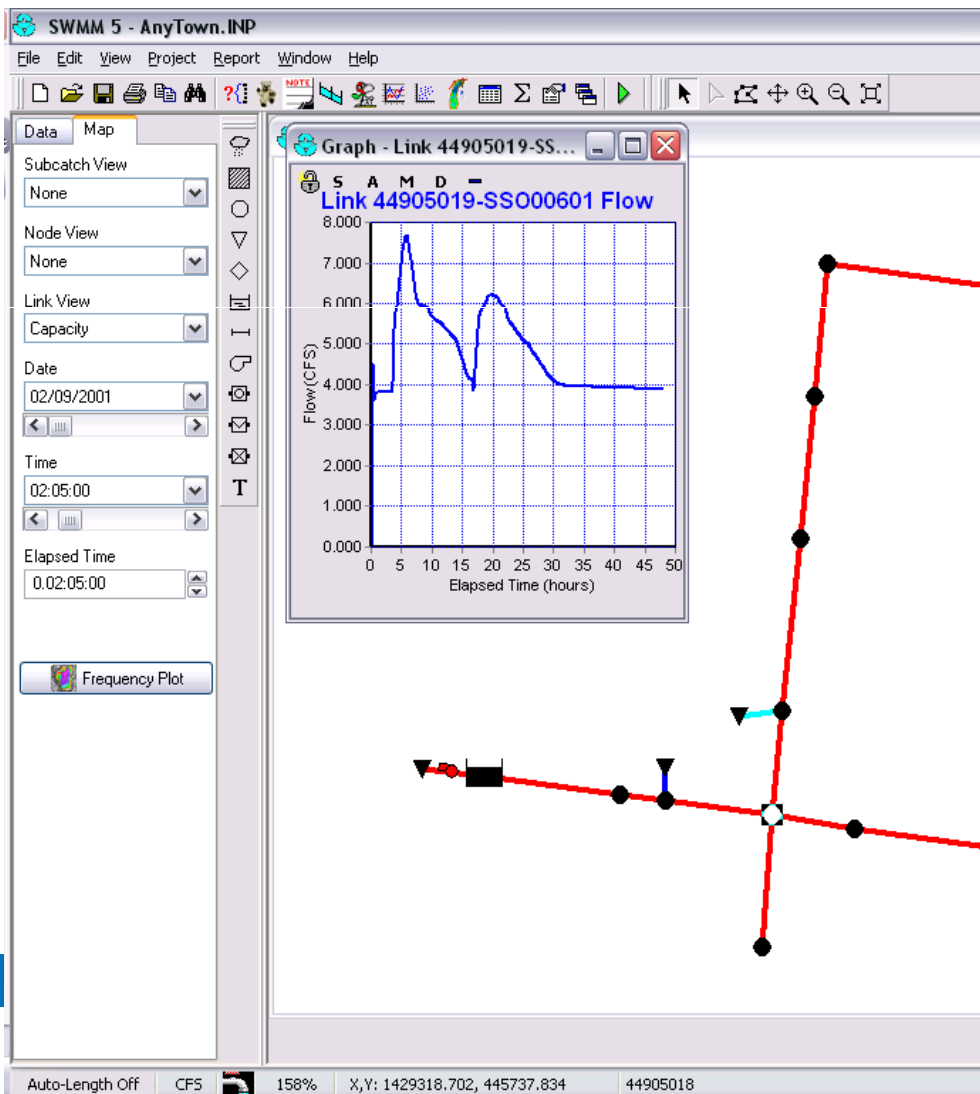 SWMM 5 - AnyTown.INP
File Edit View Project Report Window Help
?{} NOTE Σ
Data Map
Subcatch View
None
Node View
None
Link View
Capacity
Date
02/09/2001
Time
02:05:00
Elapsed Time
0.02:05:00
Frequency Plot
T
Graph - Link 44905019-SS...
S A M D
Link 44905019-SSO00601 Flow
8.000
7.000
6.000
5.000
4.000
3.000
2.000
1.000
0.000
Flow(CFS)
0 5 10 15 20 25 30 35 40 45 50
Elapsed Time (hours)
Auto-Length Off CFS 158% X,Y: 1429318.702, 445737.834 44905018